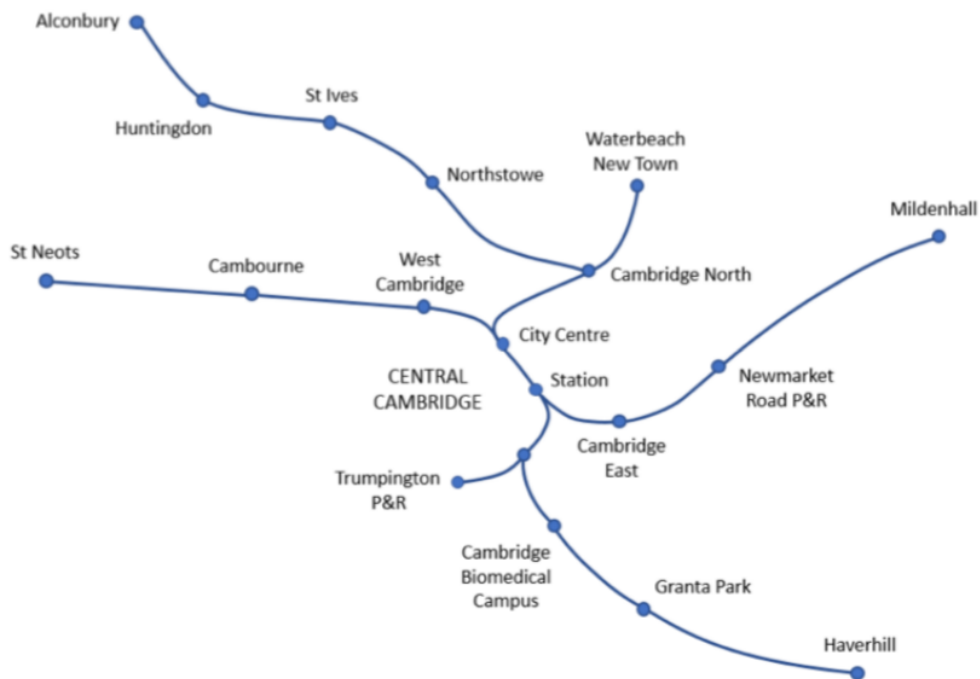 Alconbury
St Ives
Huntingdon
Waterbeach
New Town
Northstowe
Mildenhall
St Neots
Cambourne
West
Cambridge
Cambridge North
City Centre
CENTRAL
CAMBRIDGE
Station
Newmarket
Road P&R
Cambridge
East
Trumpington
P&R
Cambridge
Biomedical
Campus
Granta Park
Haverhill